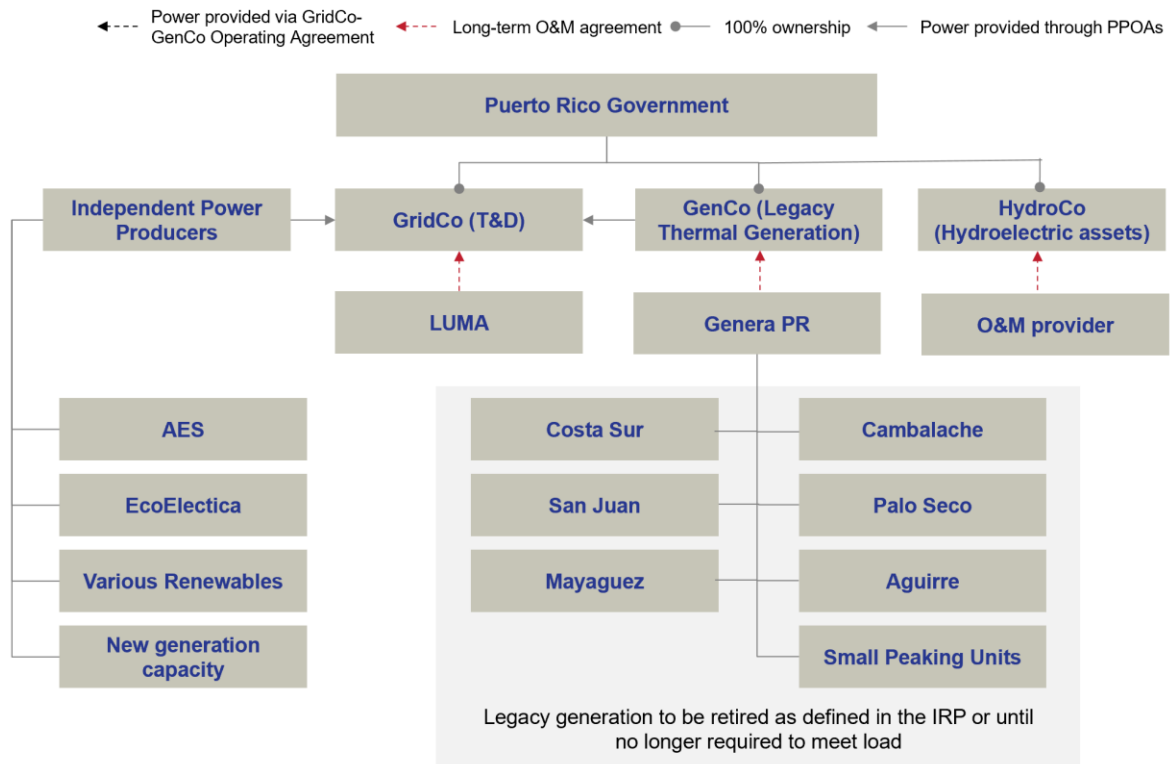 Power provided via GridCo-
GenCo Operating Agreement
Long-term O&M agreement
100% ownership
Power provided through PPOAs
Puerto Rico Government
Independent Power
Producers
GridCo (T&D)
GenCo (Legacy
Thermal Generation)
HydroCo
(Hydroelectric assets)
LUMA
Genera PR
O&M provider
AES
EcoElectica
Various Renewables
New generation
capacity
Costa Sur
Cambalache
San Juan
Palo Seco
Mayaguez
Aguirre
Small Peaking Units
Legacy generation to be retired as defined in the IRP or until
no longer required to meet load